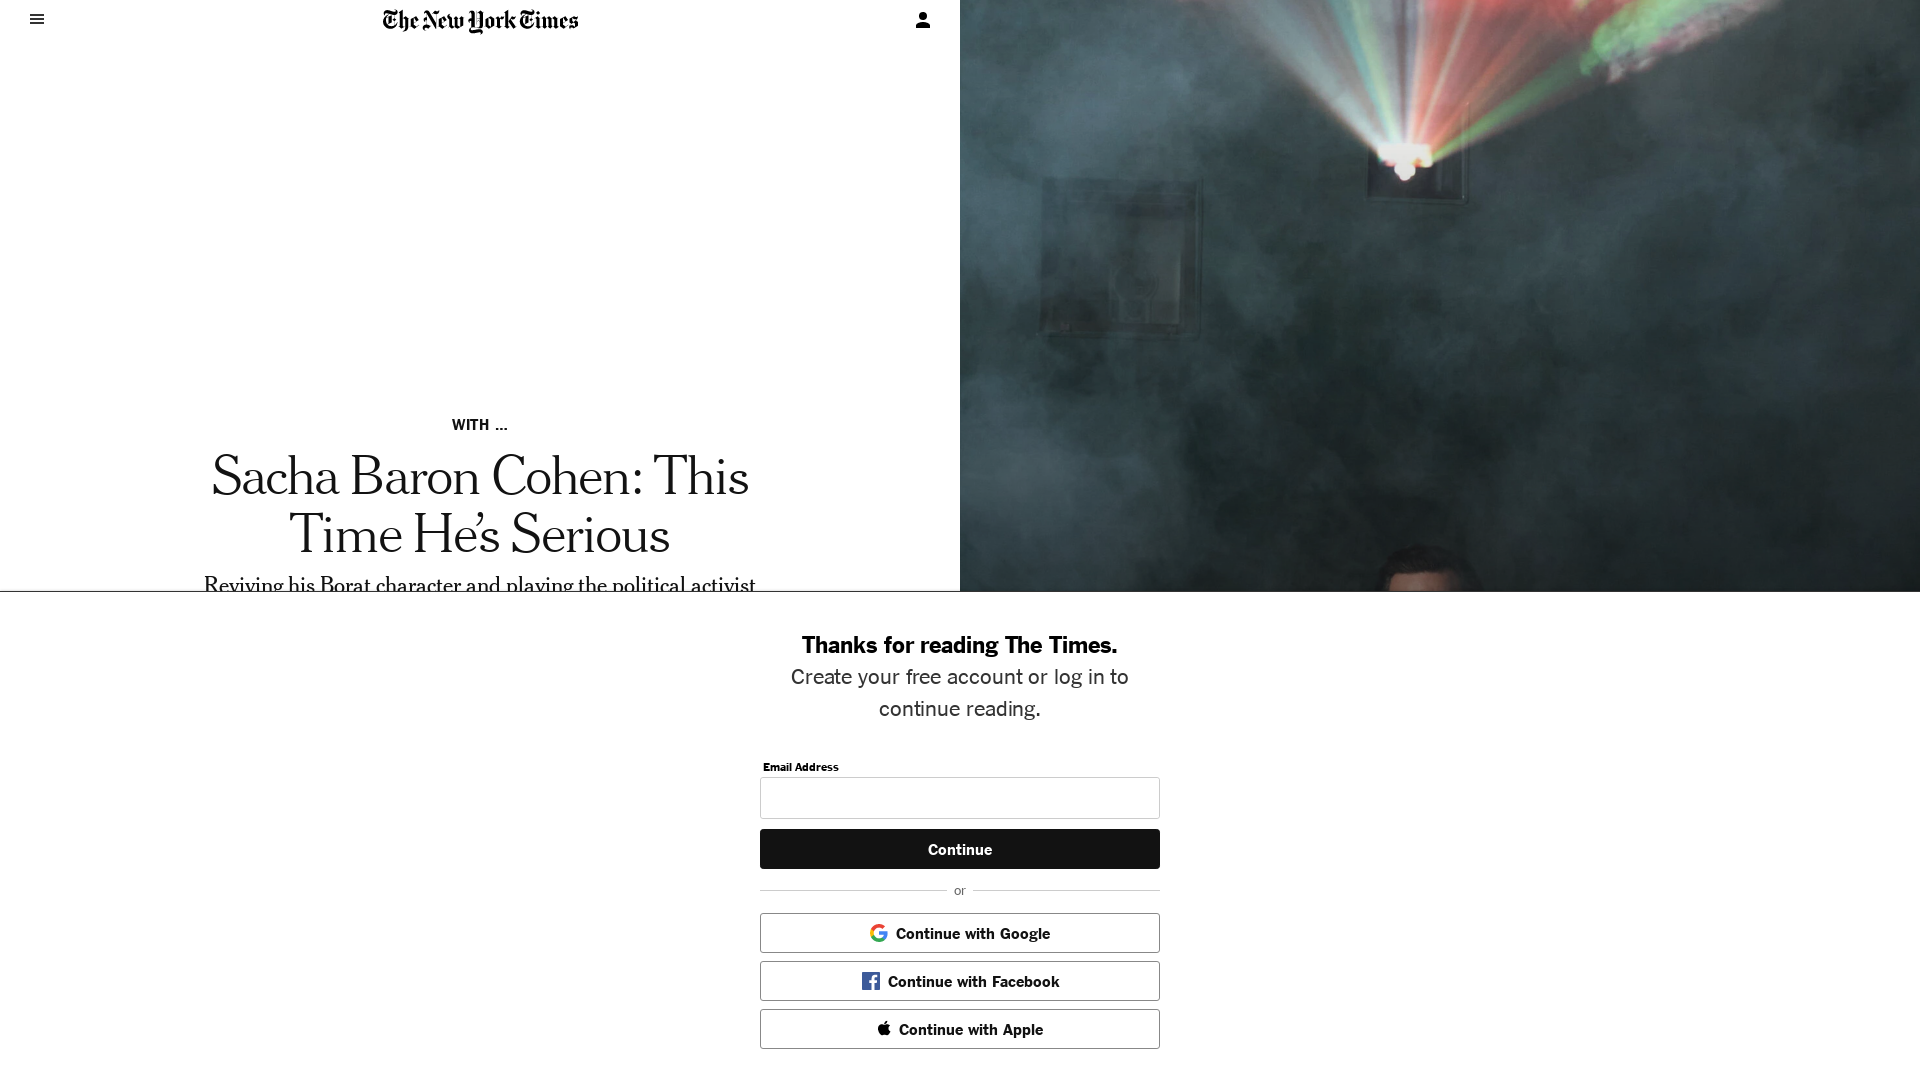 The New York Times
WITH ...
Sacha Baron Cohen: This
Time He’s Serious
Reviving his Borat character and playing the political activist
Thanks for reading The Times.
Create your free account or log in to
continue reading.
Email Address
Continue
or
Continue with Google
Continue with Facebook
Continue with Apple